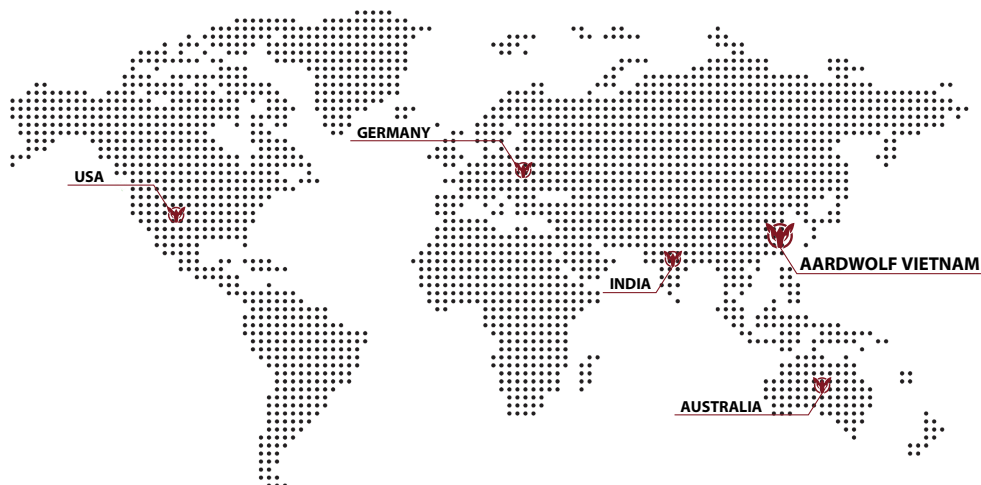 GERMANY
USA
AARDWOLF VIETNAM
INDIA
AUSTRALIA